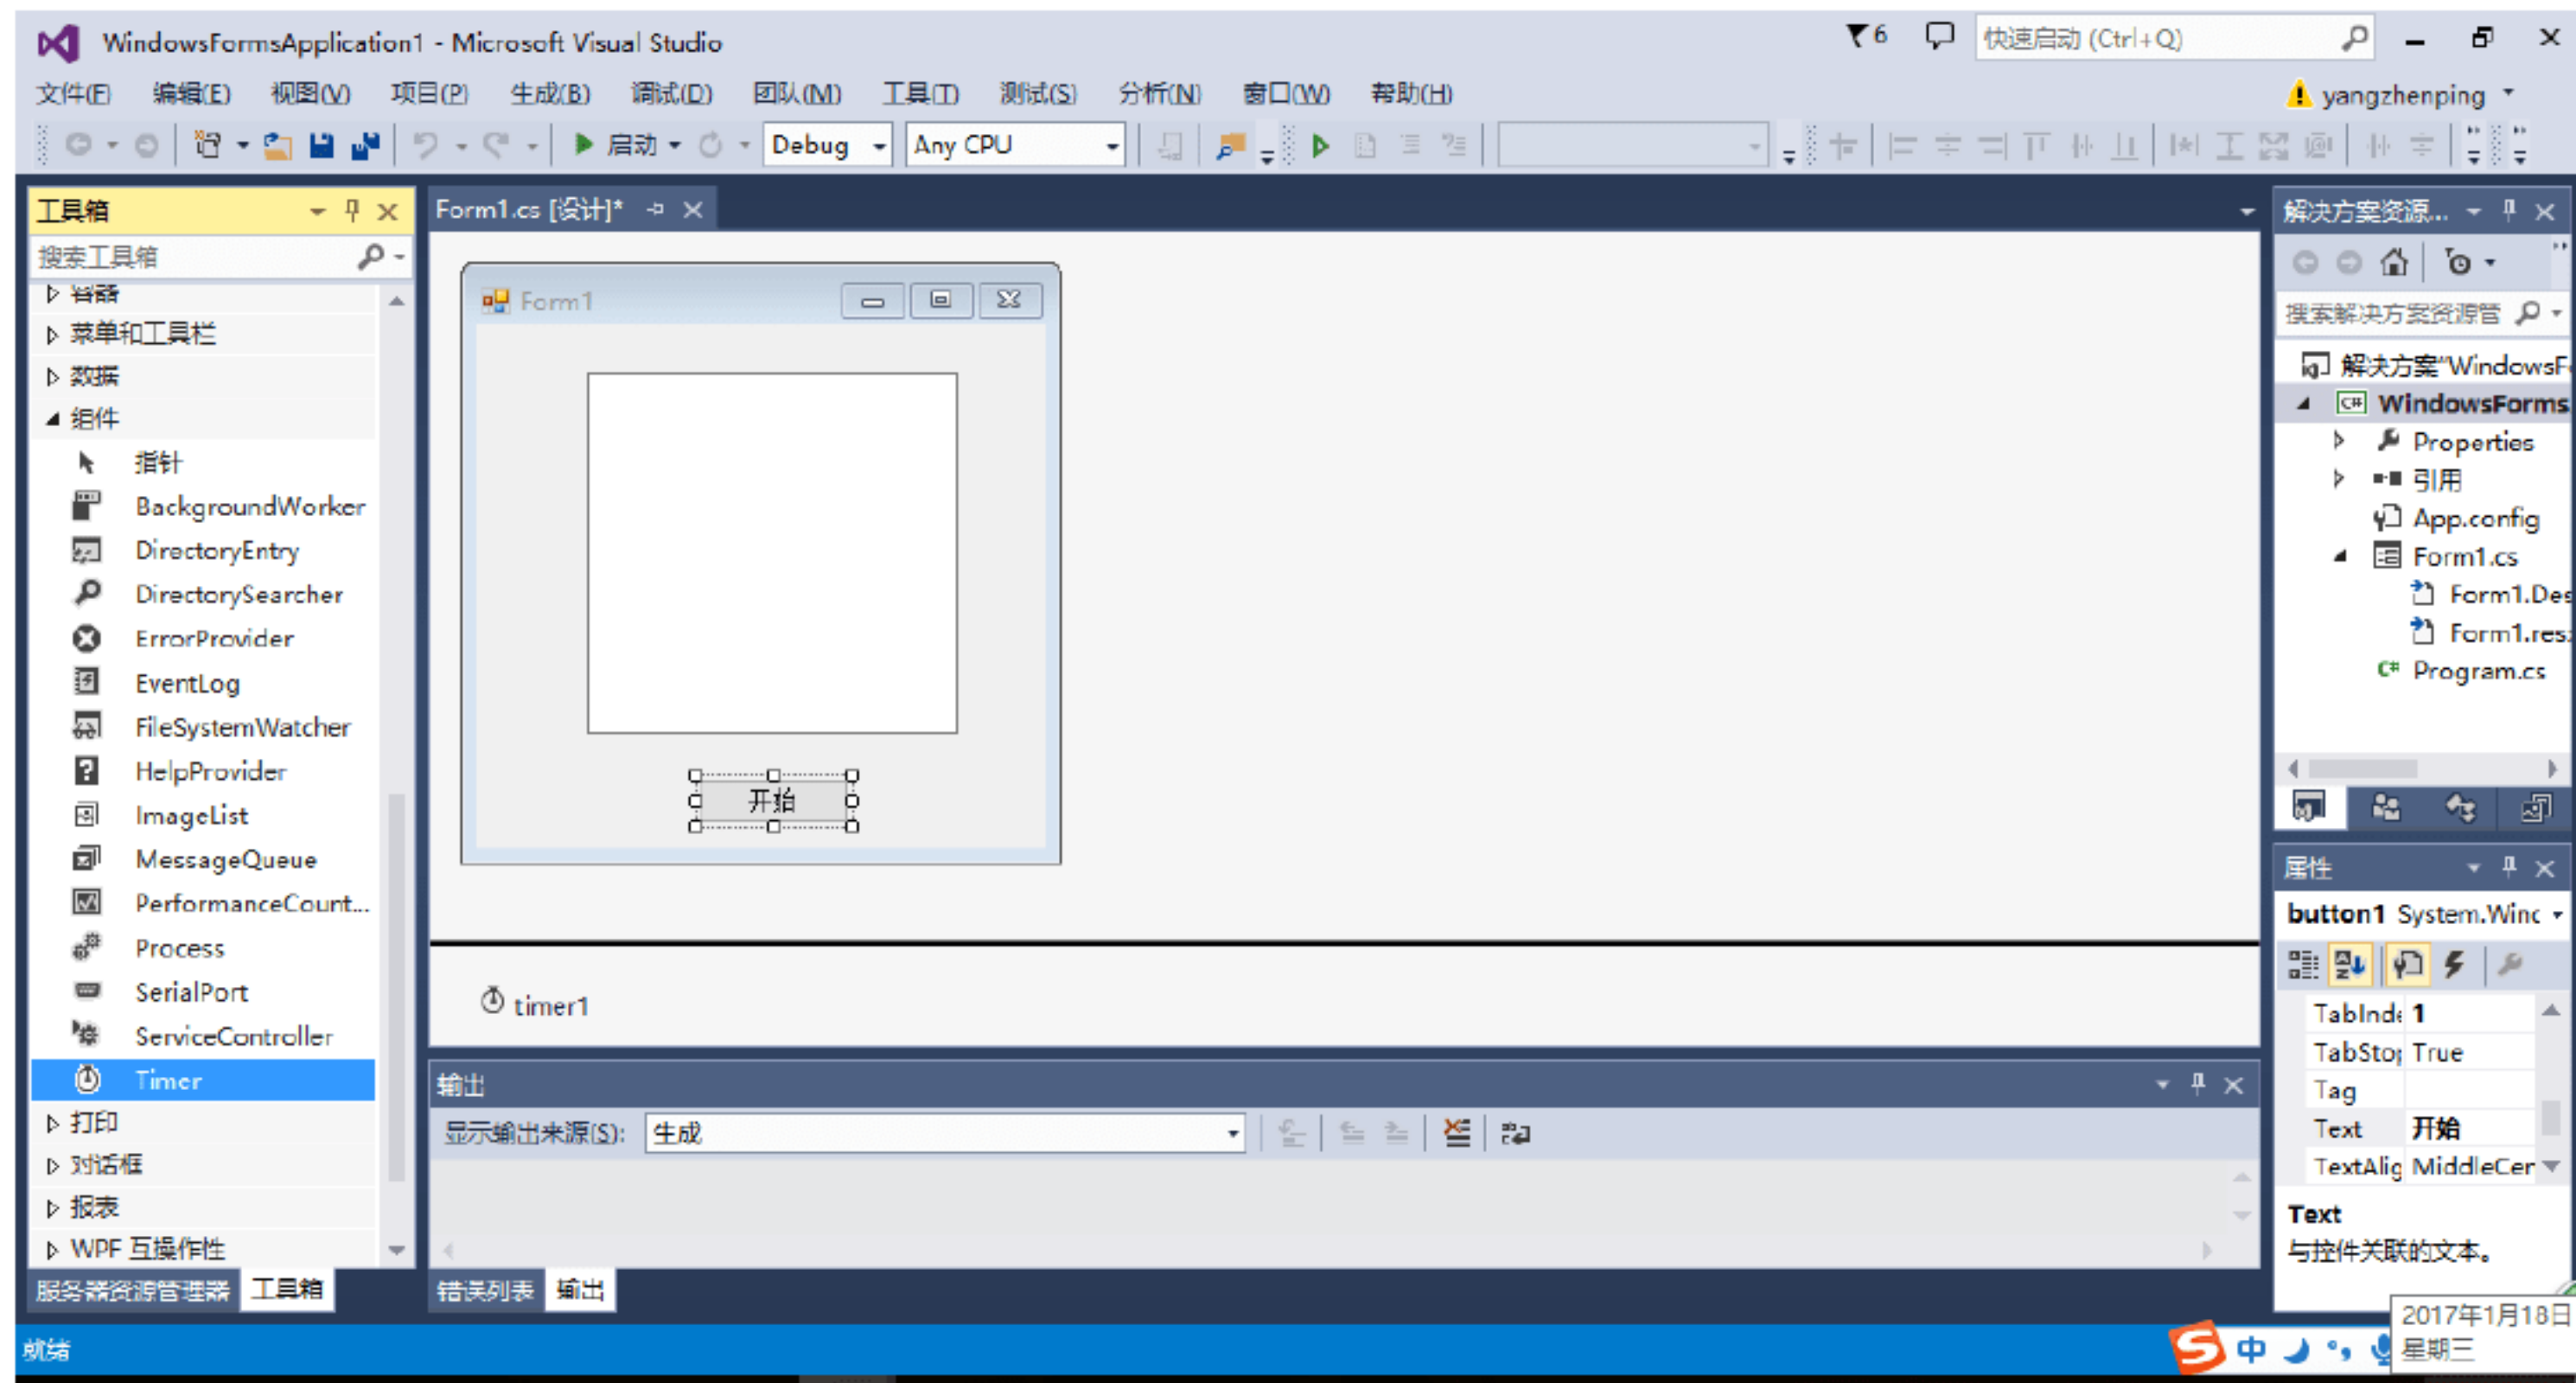 WindowsFormsApplication1 - Microsoft Visual Studio
6
快速启动 (Ctrl+Q)
文件(F) 编辑(E) 视图(V) 项目(P) 生成(B) 调试(D) 团队(M) 工具(T) 测试(S) 分析(N) 窗口(W) 帮助(H)
yangzhenping
启动 Debug Any CPU
工具箱
搜索工具箱
容器
菜单和工具栏
数据
组件
指针
BackgroundWorker
DirectoryEntry
DirectorySearcher
ErrorProvider
EventLog
FileSystemWatcher
HelpProvider
ImageList
MessageQueue
PerformanceCount...
Process
SerialPort
ServiceController
Timer
打印
对话框
报表
WPF 互操作性
服务器资源管理器 工具箱
Form1.cs [设计]*
Form1
开始
timer1
输出
显示输出来源(S): 生成
错误列表 输出
解决方案资源...
搜索解决方案资源管
解决方案"WindowsF
WindowsForms
Properties
引用
App.config
Form1.cs
Form1.Des
Form1.res
Program.cs
属性
button1 System.Winc
TabInde 1
TabStop True
Tag
Text 开始
TextAlig MiddleCer
Text
与控件关联的文本。
就绪
中
2017年1月18日
星期三